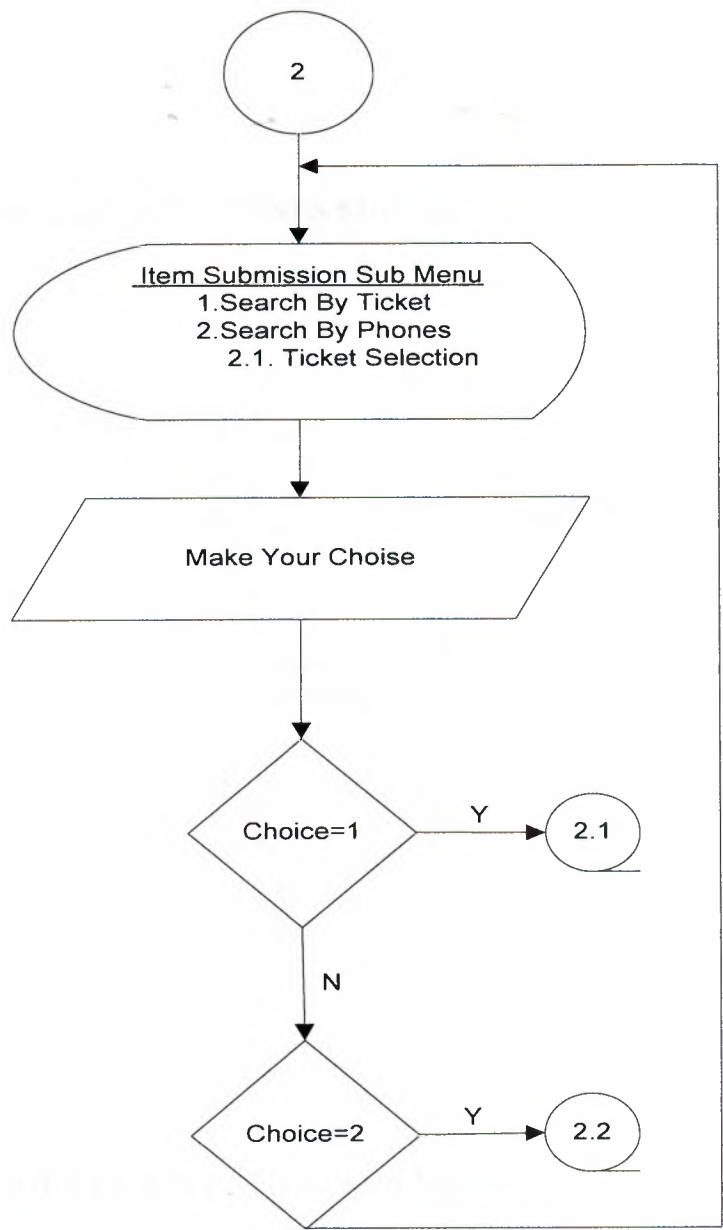 2
Item Submission Sub Menu
1.Search By Ticket
2.Search By Phones
2.1. Ticket Selection
Make Your Choise
Choice=1
Y
2.1
N
Choice=2
Y
2.2